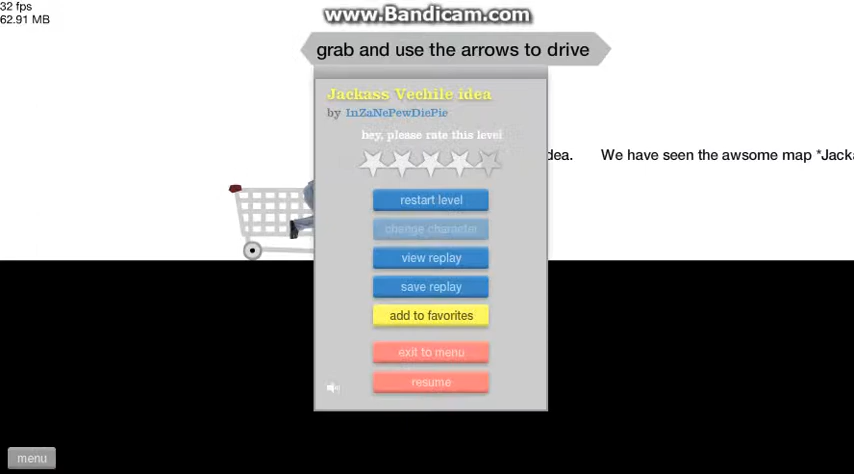 32 fps
62.91 MB
www.Bandicam.com
grab and use the arrows to drive
Jackass Vechile idea
by InZaNePewDiePie
hey, please rate this level
dea. We have seen the awsome map *Jacka
restart level
change character
view replay
save replay
add to favorites
exit to menu
resume
menu